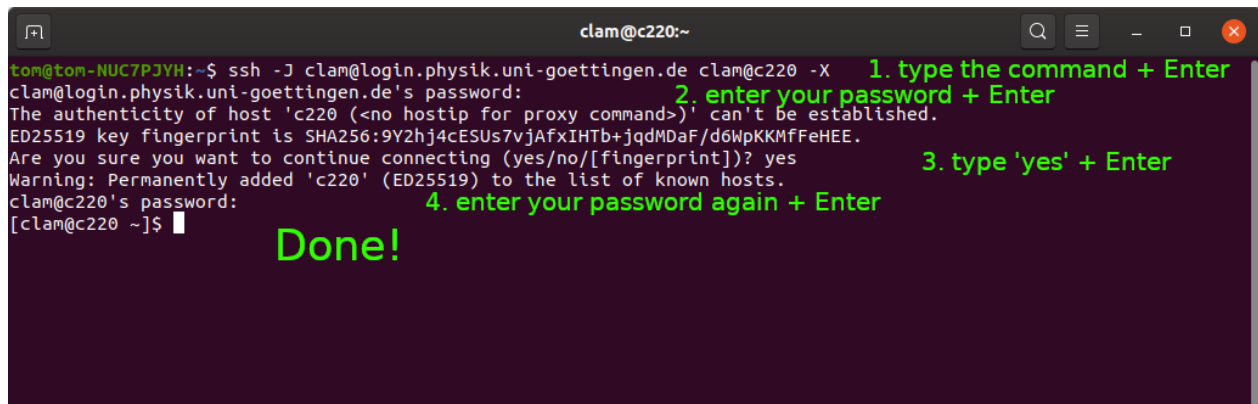 clam@c220:~
tom@tom-NUC7PJYH:~$ ssh -J clam@login.physik.uni-goettingen.de clam@c220 -X 1. type the command + Enter
clam@login.physik.uni-goettingen.de's password: 2. enter your password + Enter
The authenticity of host 'c220 (<no hostip for proxy command>)' can't be established.
ED25519 key fingerprint is SHA256:9Y2hj4cESUs7vjAfxIHTb+jqdMDaF/d6WpKKMfFeHEE.
Are you sure you want to continue connecting (yes/no/[fingerprint])? yes 3. type 'yes' + Enter
Warning: Permanently added 'c220' (ED25519) to the list of known hosts.
clam@c220's password: 4. enter your password again + Enter
[clam@c220 ~]$
Done!